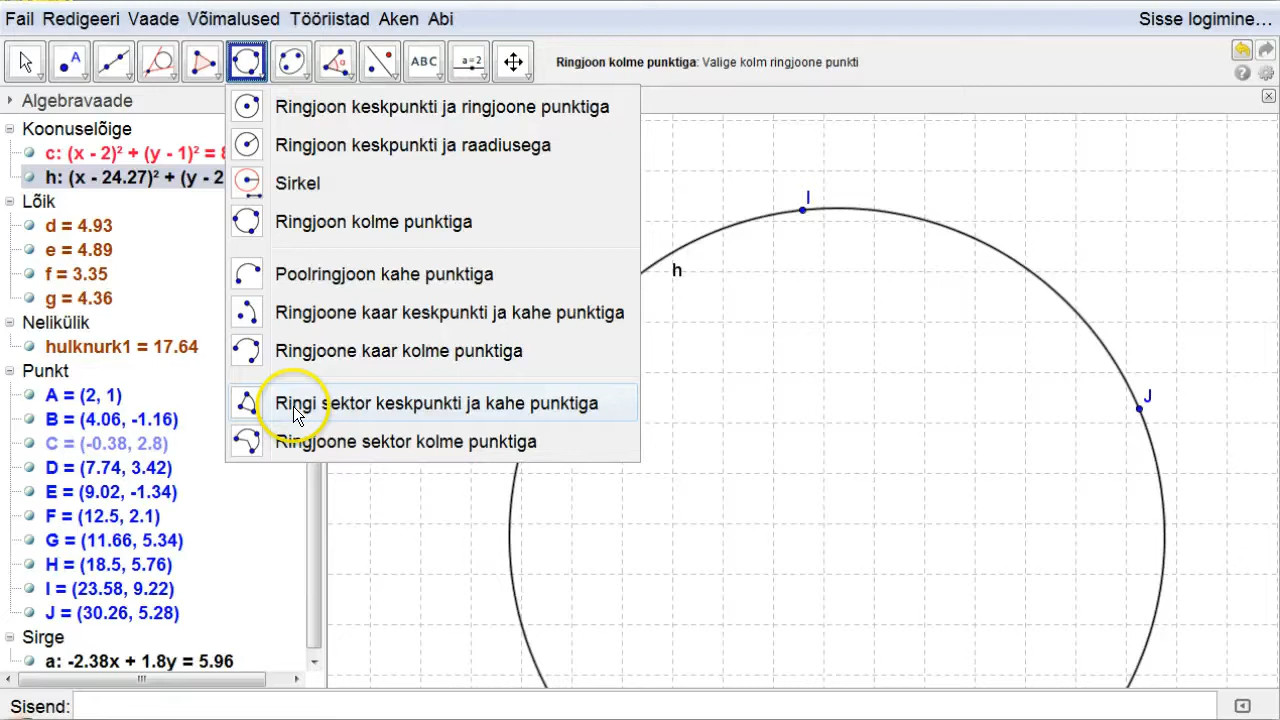 Fail Redigeeri Vaade Võimalused Tööriistad Aken Abi
Sisse logimine...
A
α
ABC
a=2
Ringjoon kolme punktiga: Valige kolm ringjoone punkti
Algebravaade
Koonuselõige
c: (x - 2)² + (y - 1)² =
h: (x - 24.27)² + (y - 2
Lõik
d = 4.93
e = 4.89
f = 3.35
g = 4.36
Nelikülik
hulknurk1 = 17.64
Punkt
A = (2, 1)
B = (4.06, -1.16)
C = (-0.38, 2.8)
D = (7.74, 3.42)
E = (9.02, -1.34)
F = (12.5, 2.1)
G = (11.66, 5.34)
H = (18.5, 5.76)
I = (23.58, 9.22)
J = (30.26, 5.28)
Sirge
a: -2.38x + 1.8y = 5.96
Ringjoon keskpunkti ja ringjoone punktiga
Ringjoon keskpunkti ja raadiusega
Sirkel
Ringjoon kolme punktiga
Poolringjoon kahe punktiga
Ringjoone kaar keskpunkti ja kahe punktiga
Ringjoone kaar kolme punktiga
Ringi sektor keskpunkti ja kahe punktiga
Ringjoone sektor kolme punktiga
I
h
J
Sisend: